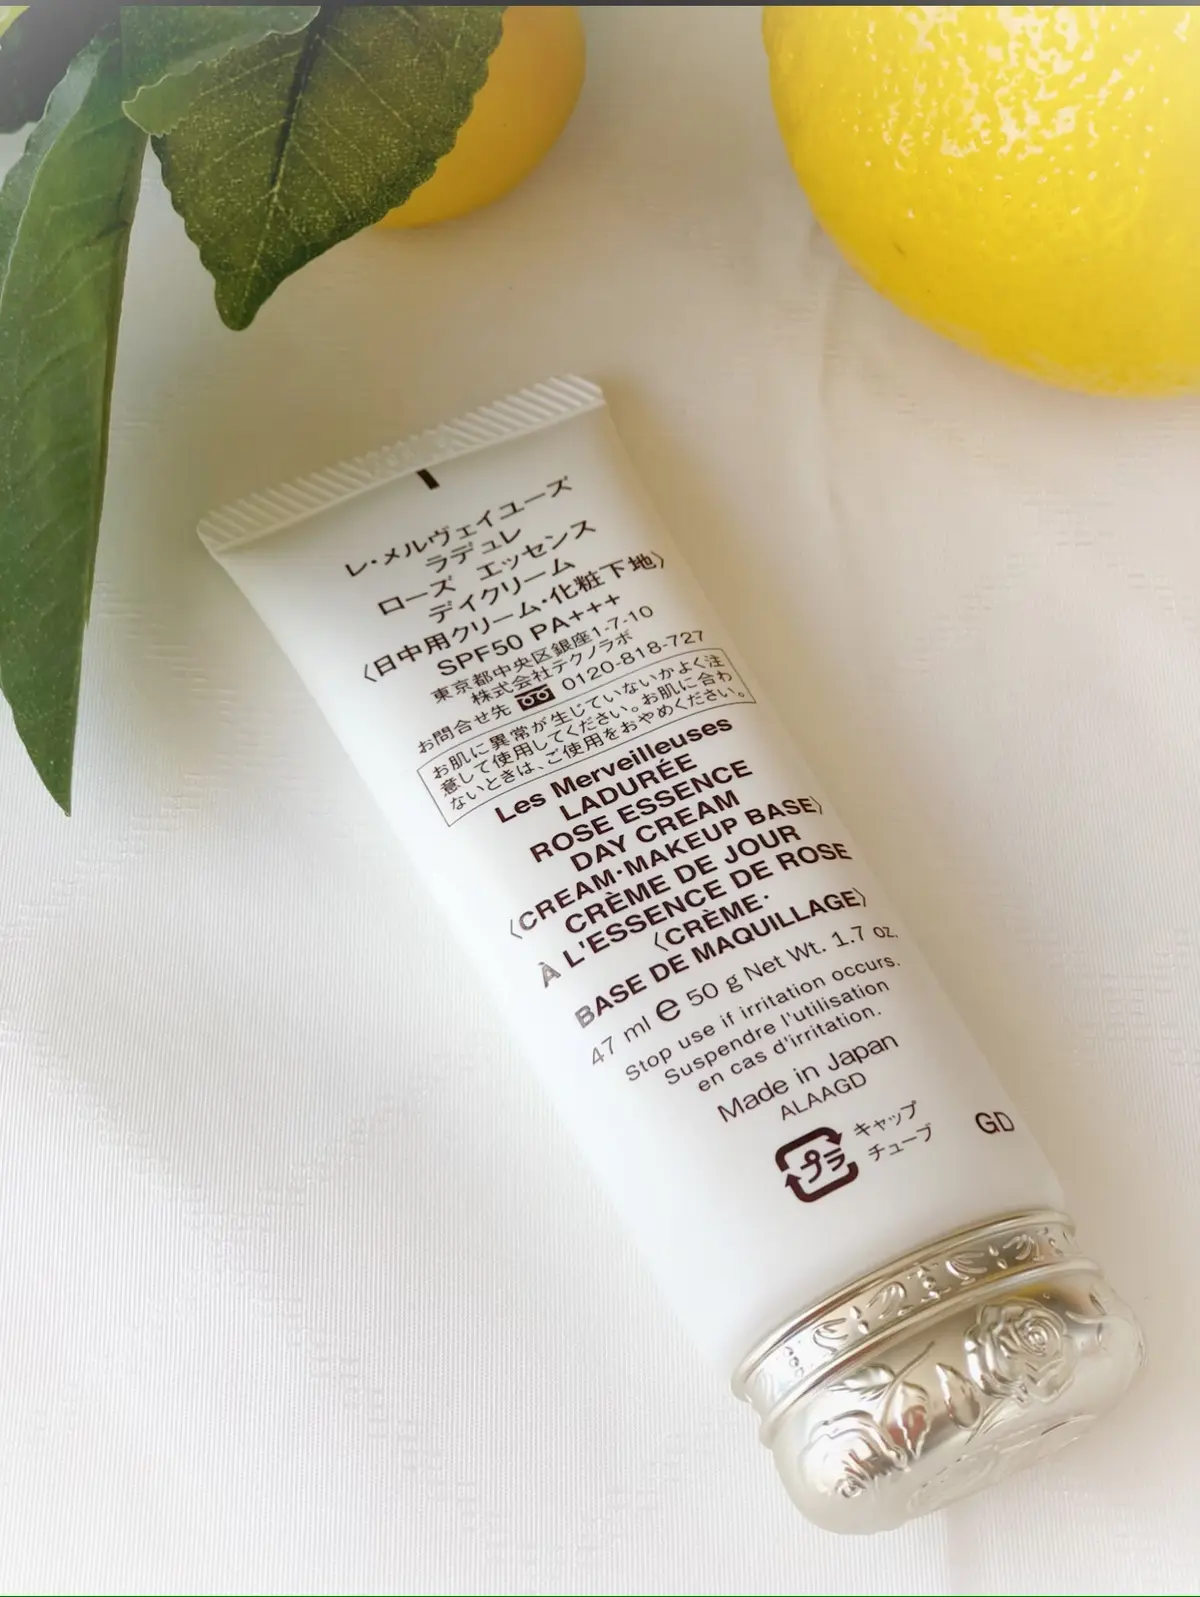 レ・メルヴェイユーズ
ラデュレ
ローズ エッセンス
デイクリーム
〈日中用クリーム・化粧下地〉
SPF50 PA+++
東京都中央区銀座1-7-10
株式会社テクノラボ
お問合せ先 0120-818-727
お肌に異常が生じていないかよく注
意して使用してください。お肌に合わ
ないときは、ご使用をおやめください。
Les Merveilleuses
LADURÉE
ROSE ESSENCE
DAY CREAM
〈CREAM·MAKEUP BASE〉
CRÈME DE JOUR
À L'ESSENCE DE ROSE
〈CRÈME·
BASE DE MAQUILLAGE〉
47 ml e 50 g Net Wt. 1.7 oz.
Stop use if irritation occurs.
Suspendre l'utilisation
en cas d'irritation.
Made in Japan
ALAAGD
プラ
キャップ
チューブ
GD